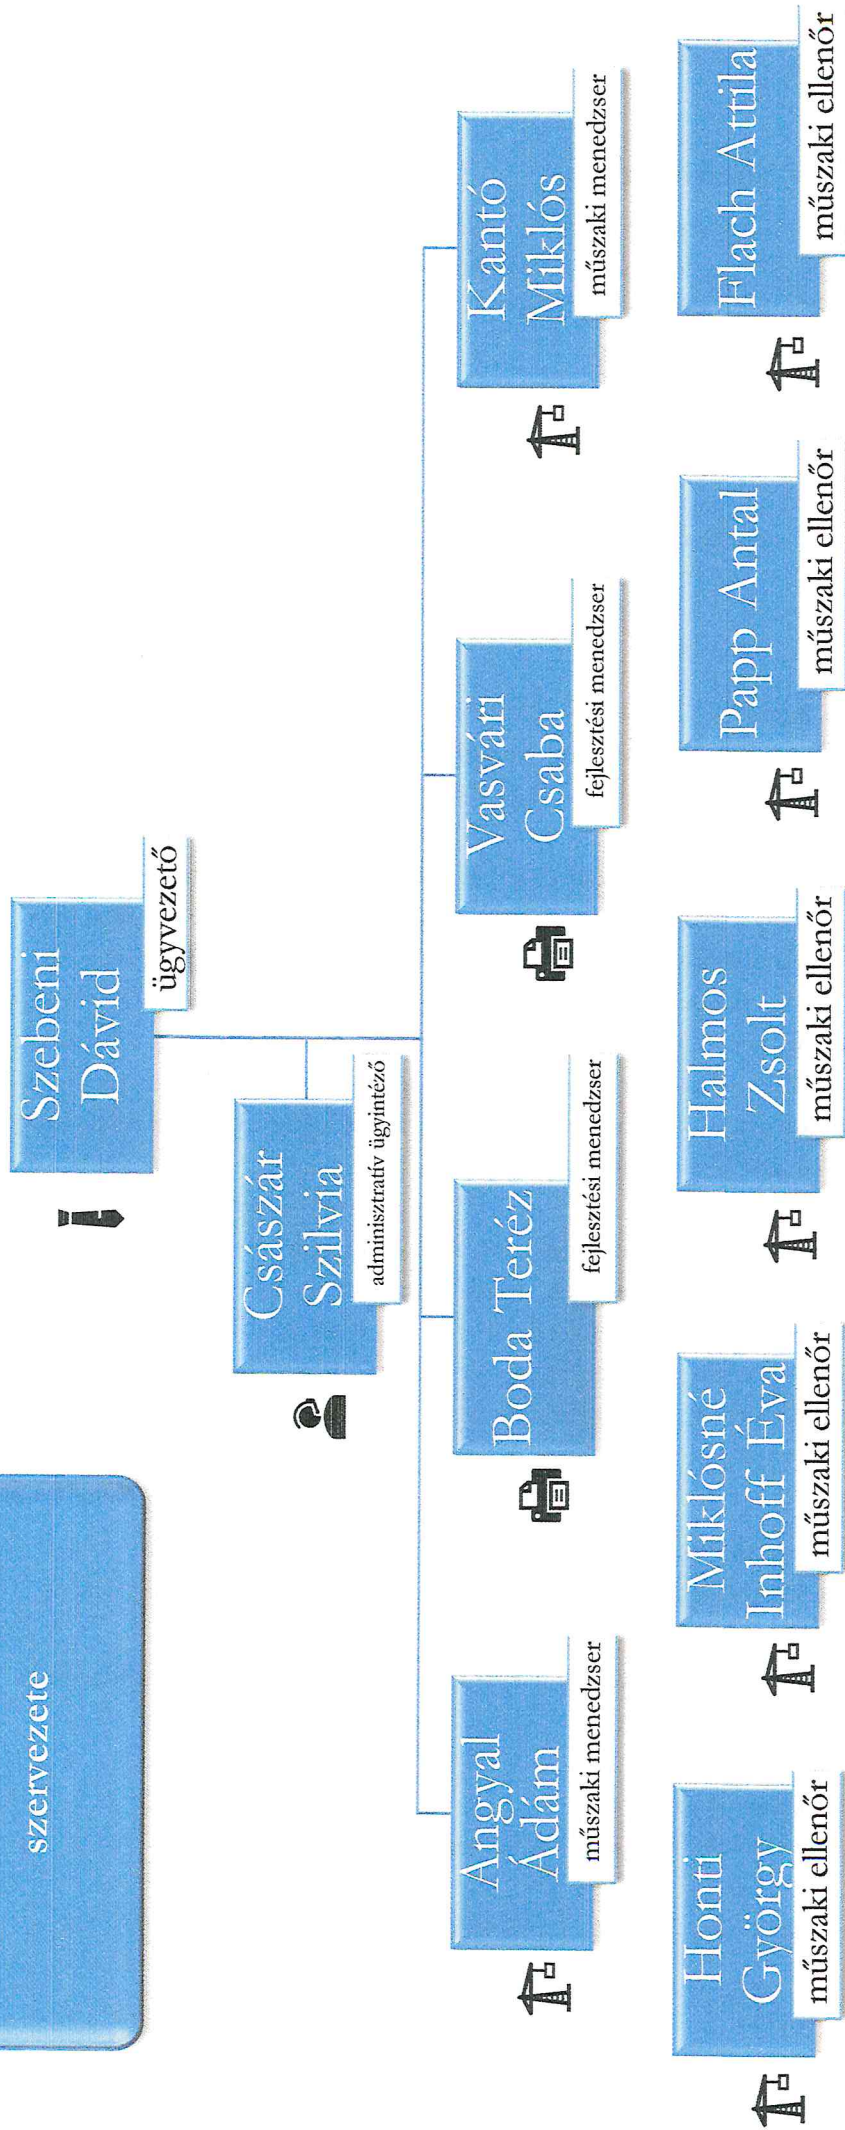 szervezete
Szebeni
Dávid
ügyvezető
Császár
Szilvia
adminisztratív ügyintéző
Angyal
Ádám
műszaki menedzser
Boda Teréz
fejlesztési menedzser
Vasvári
Csaba
fejlesztési menedzser
Kantó
Miklós
műszaki menedzser
Honti
György
műszaki ellenőr
Miklósné
Inhoff Éva
műszaki ellenőr
Halmos
Zsolt
műszaki ellenőr
Papp Antal
műszaki ellenőr
Flach Attila
műszaki ellenőr